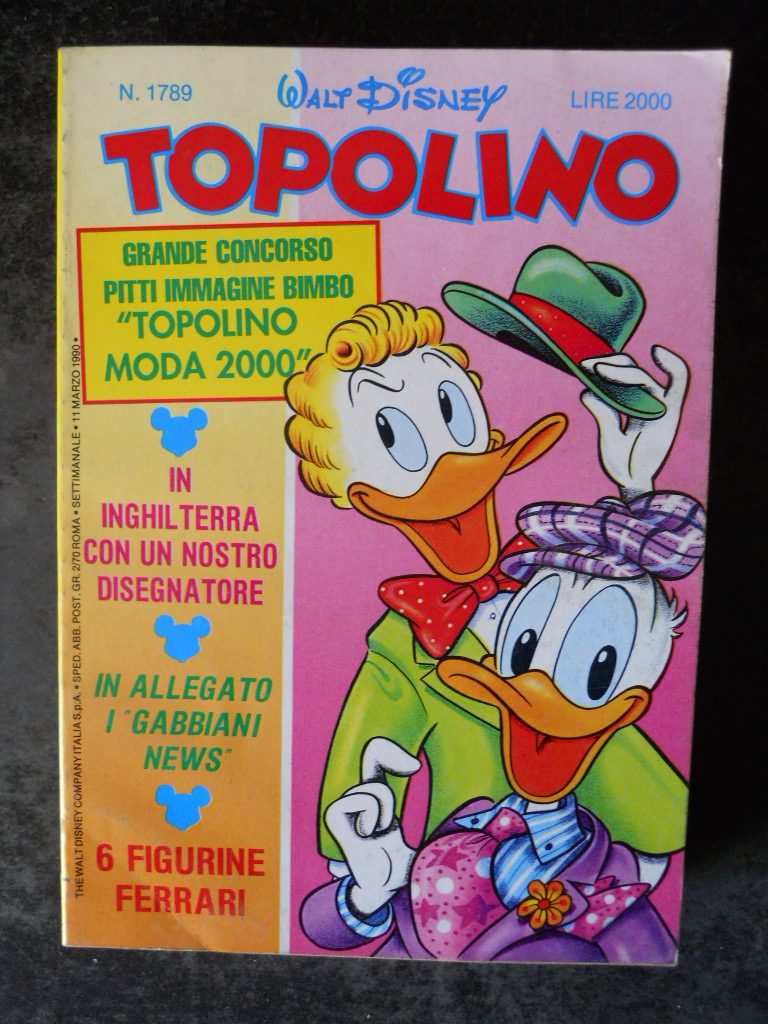 N. 1789
WALT DISNEY
LIRE 2000
TOPOLINO
GRANDE CONCORSO
PITTI IMMAGINE BIMBO
"TOPOLINO
MODA 2000"
IN
INGHILTERRA
CON UN NOSTRO
DISEGNATORE
IN ALLEGATO
I "GABBIANI
NEWS"
6 FIGURINE
FERRARI
THE WALT DISNEY COMPANY ITALIA S.p.A. • SPED. ABB. POST. GR. 2/70 ROMA • SETTIMANALE • 11 MARZO 1990 •